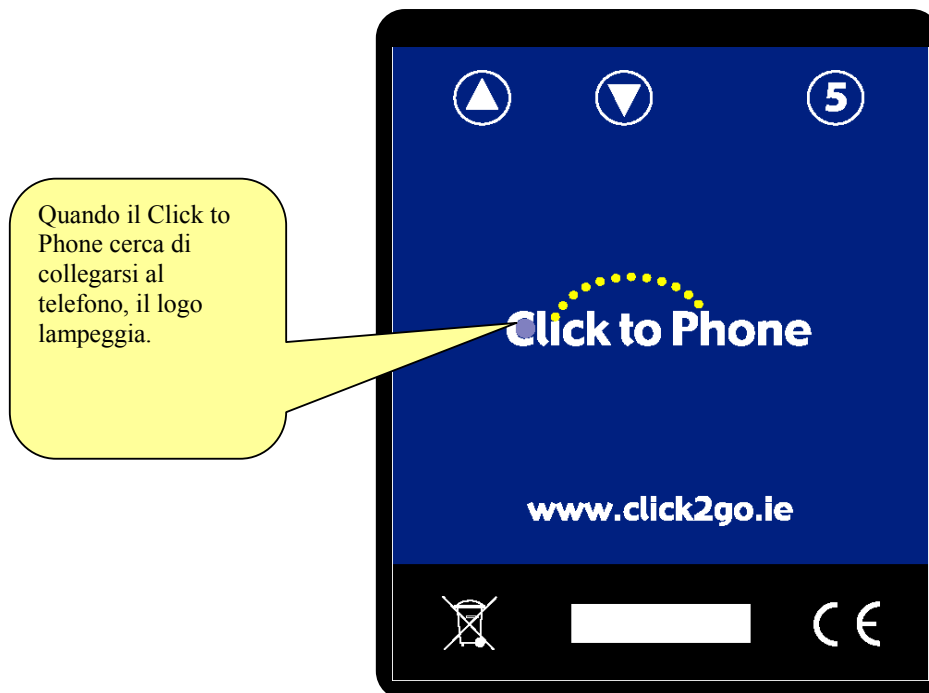 5
Quando il Click to
Phone cerca di
collegarsi al
telefono, il logo
lampeggia.
Click to Phone
www.click2go.ie
CE